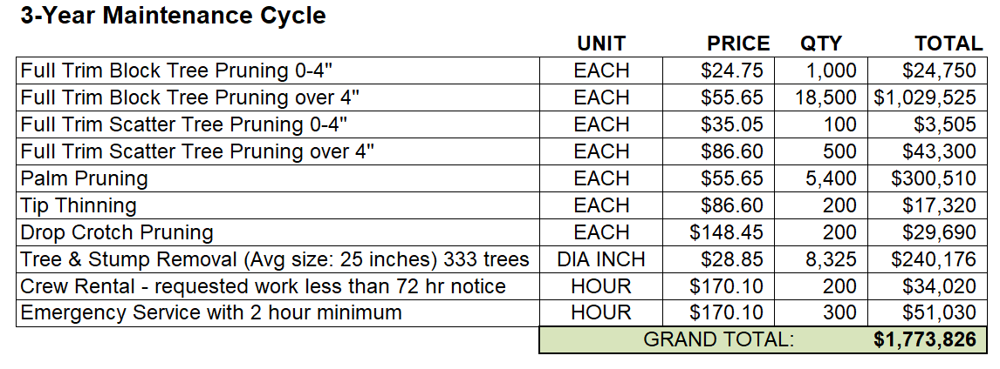 3-Year Maintenance Cycle
UNIT PRICE QTY TOTAL
Full Trim Block Tree Pruning 0-4" EACH $24.75 1,000 $24,750
Full Trim Block Tree Pruning over 4" EACH $55.65 18,500 $1,029,525
Full Trim Scatter Tree Pruning 0-4" EACH $35.05 100 $3,505
Full Trim Scatter Tree Pruning over 4" EACH $86.60 500 $43,300
Palm Pruning EACH $55.65 5,400 $300,510
Tip Thinning EACH $86.60 200 $17,320
Drop Crotch Pruning EACH $148.45 200 $29,690
Tree & Stump Removal (Avg size: 25 inches) 333 trees DIA INCH $28.85 8,325 $240,176
Crew Rental - requested work less than 72 hr notice HOUR $170.10 200 $34,020
Emergency Service with 2 hour minimum HOUR $170.10 300 $51,030
GRAND TOTAL: $1,773,826